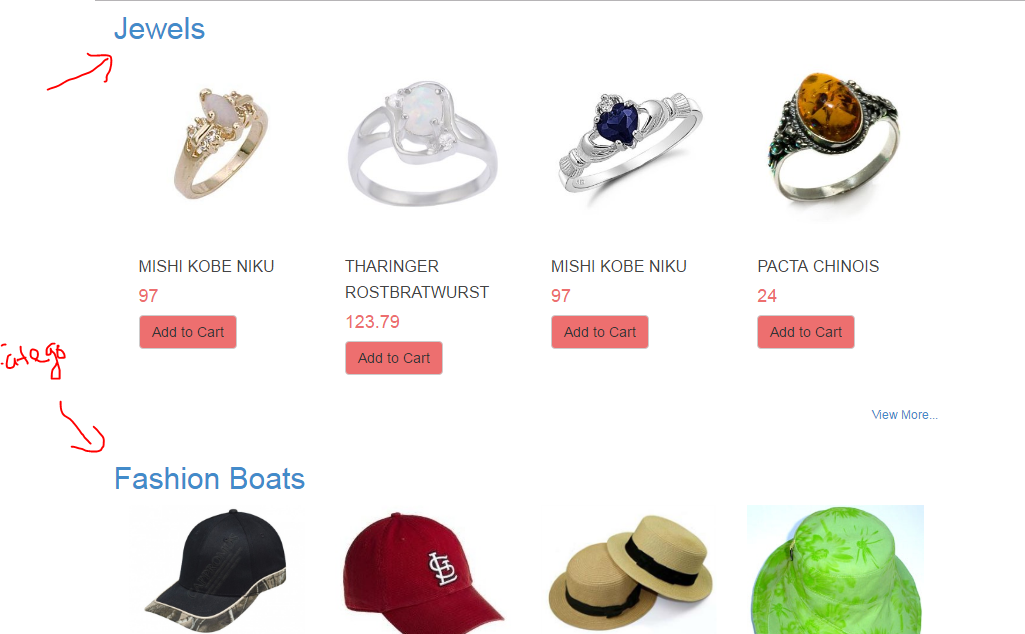 Jewels
MISHI KOBE NIKU
THARINGER
ROSTBRATWURST
MISHI KOBE NIKU
PACTA CHINOIS
97
123.79
97
24
Add to Cart
Add to Cart
Add to Cart
Add to Cart
View More...
Fashion Boats
STL